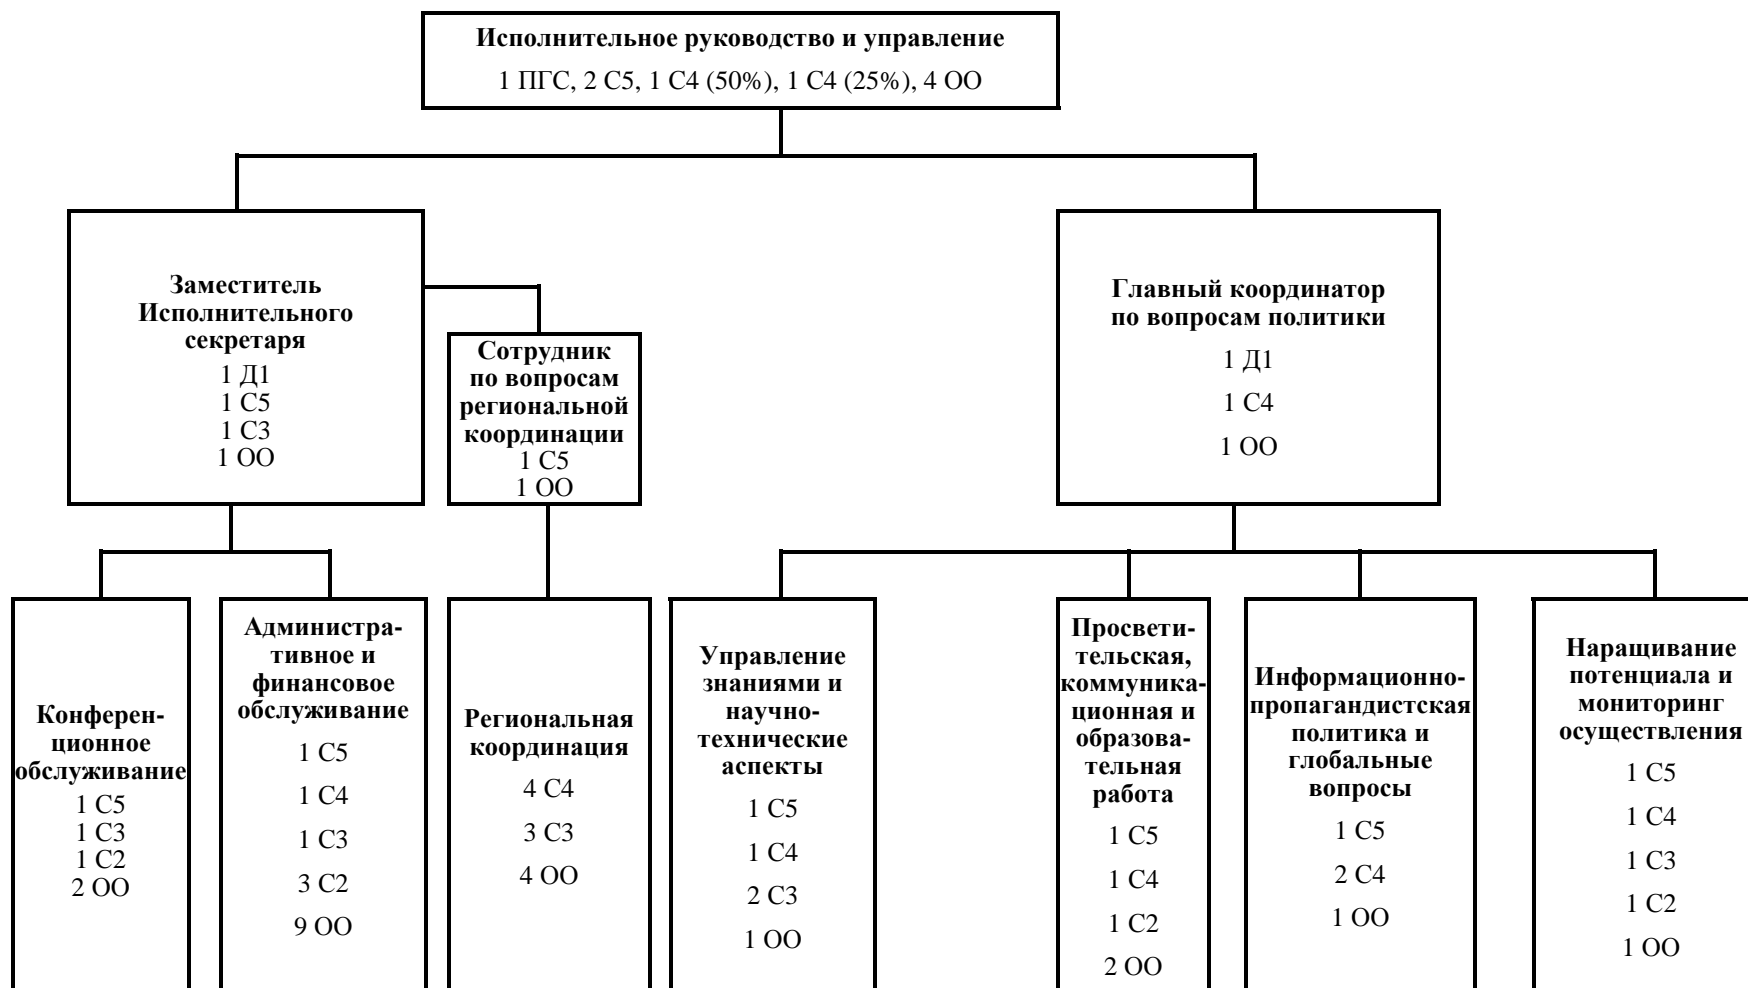 Исполнительное руководство и управление
1 ПГС, 2 С5, 1 С4 (50%), 1 С4 (25%), 4 ОО
Заместитель
Исполнительного
секретаря
1 Д1
1 С5
1 С3
1 ОО
Сотрудник
по вопросам
региональной
координации
1 С5
1 ОО
Главный координатор
по вопросам политики
1 Д1
1 С4
1 ОО
Конферен-
ционное
обслуживание
1 С5
1 С3
1 С2
2 ОО
Администра-
тивное и
финансовое
обслуживание
1 С5
1 С4
1 С3
3 С2
9 ОО
Региональная
координация
4 С4
3 С3
4 ОО
Управление
знаниями и
научно-
технические
аспекты
1 С5
1 С4
2 С3
1 ОО
Просвети-
тельская,
коммуника-
ционная и
образова-
тельная
работа
1 С5
1 С4
1 С2
2 ОО
Информационно-
пропагандистская
политика и
глобальные
вопросы
1 С5
2 С4
1 ОО
Наращивание
потенциала и
мониторинг
осуществления
1 С5
1 С4
1 С3
1 С2
1 ОО